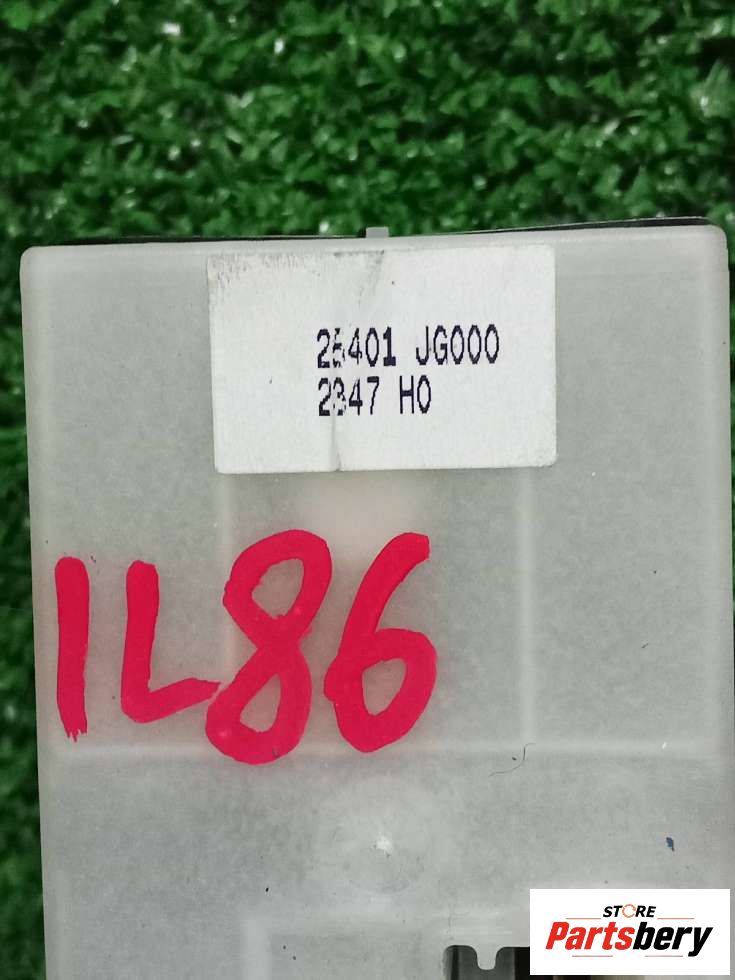 25401 JG000
2347 H0
1L86
STORE
Partsbery